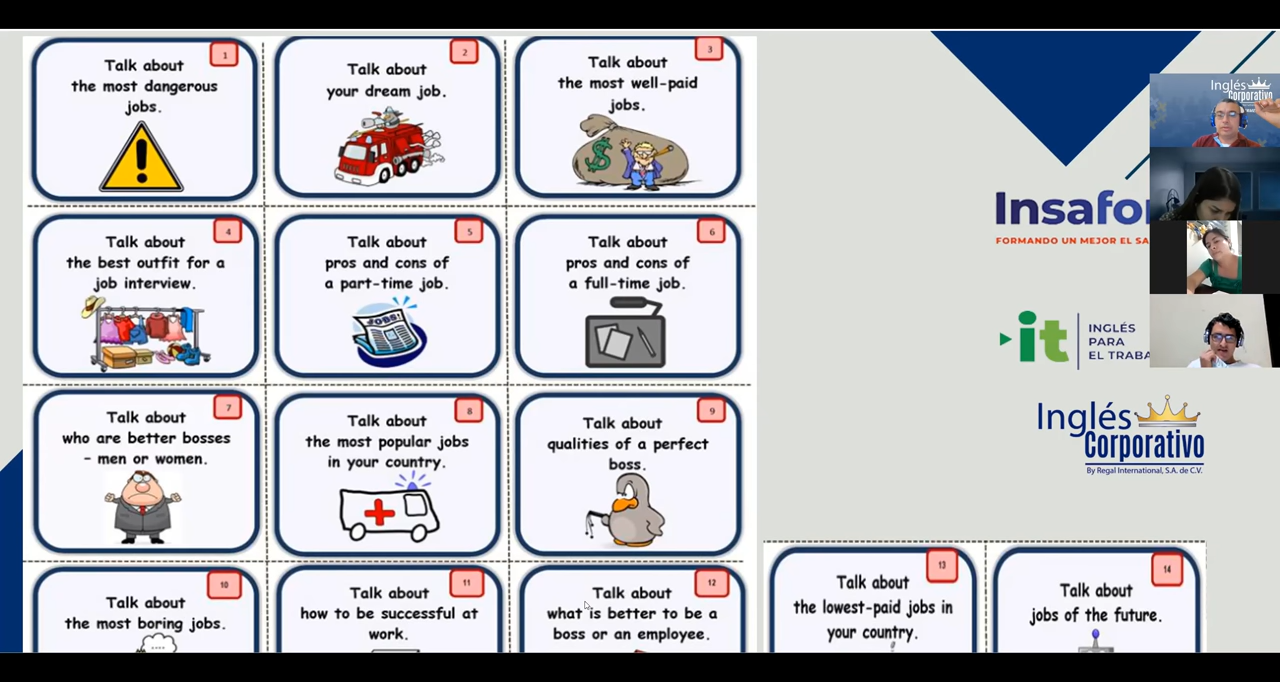 1
Talk about
the most dangerous
jobs.
2
Talk about
your dream job.
3
Talk about
the most well-paid
jobs.
4
Talk about
the best outfit for a
job interview.
5
Talk about
pros and cons of
a part-time job.
JOBS!
6
Talk about
pros and cons of
a full-time job.
7
Talk about
who are better bosses
- men or women.
8
Talk about
the most popular jobs
in your country.
9
Talk about
qualities of a perfect
boss.
10
Talk about
the most boring jobs.
11
Talk about
how to be successful at
work.
12
Talk about
what is better to be a
boss or an employee.
13
Talk about
the lowest-paid jobs in
your country.
14
Talk about
jobs of the future.
Inglés
Corporativo
Insafo
FORMANDO UN MEJOR EL SA
it
INGLÉS
PARA
EL TRABA
Inglés
Corporativo
By Regal International, S.A. de C.V.